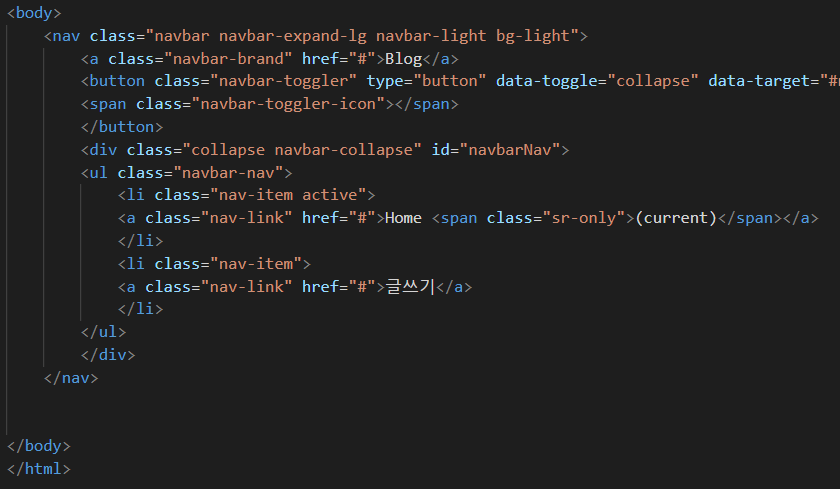 <body>
<nav class="navbar navbar-expand-lg navbar-light bg-light">
<a class="navbar-brand" href="#">Blog</a>
<button class="navbar-toggler" type="button" data-toggle="collapse" data-target="#
<span class="navbar-toggler-icon"></span>
</button>
<div class="collapse navbar-collapse" id="navbarNav">
<ul class="navbar-nav">
<li class="nav-item active">
<a class="nav-link" href="#">Home <span class="sr-only">(current)</span></a>
</li>
<li class="nav-item">
<a class="nav-link" href="#">글쓰기</a>
</li>
</ul>
</div>
</nav>
</body>
</html>